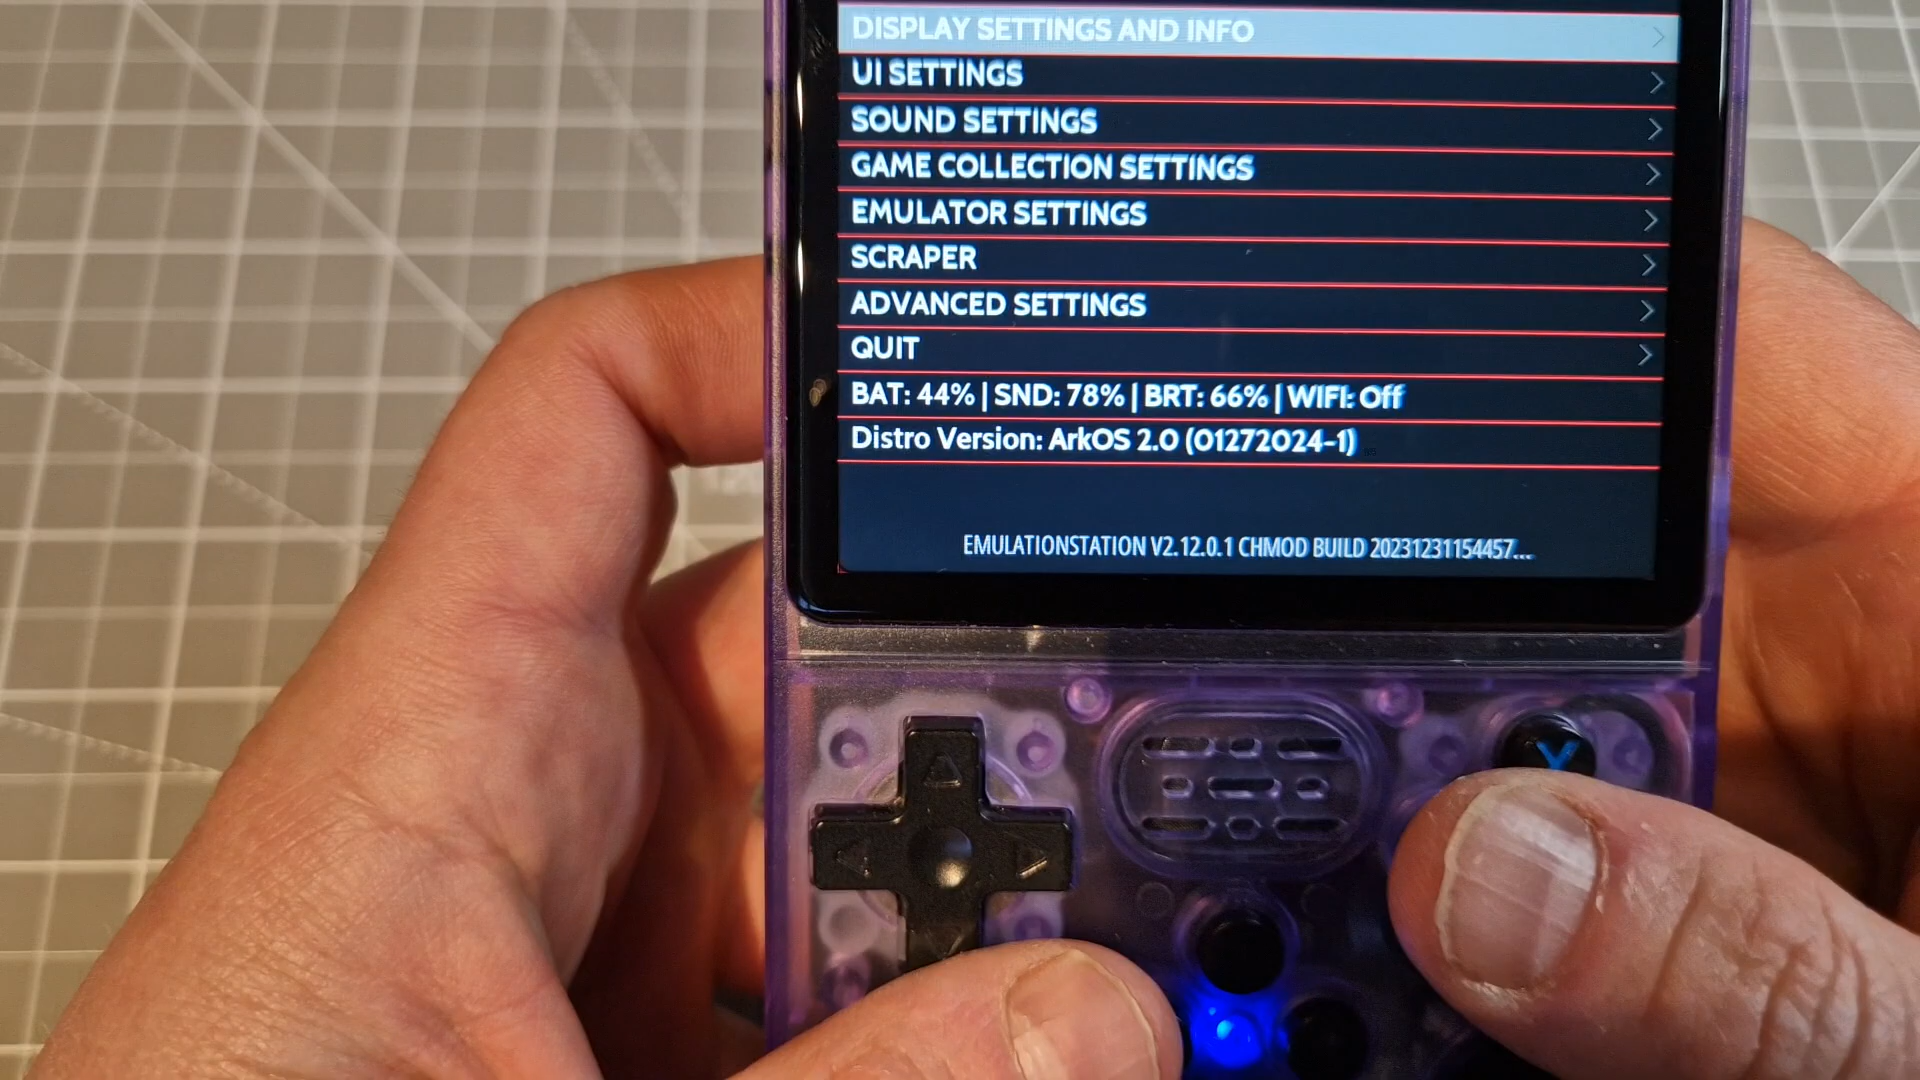 DISPLAY SETTINGS AND INFO
UI SETTINGS
SOUND SETTINGS
GAME COLLECTION SETTINGS
EMULATOR SETTINGS
SCRAPER
ADVANCED SETTINGS
QUIT
BAT: 44% | SND: 78% | BRT: 66% | WIFI: Off
Distro Version: ArkOS 2.0 (01272024-1)
EMULATIONSTATION V2.12.0.1 CHMOD BUILD 20231231154457...
Y